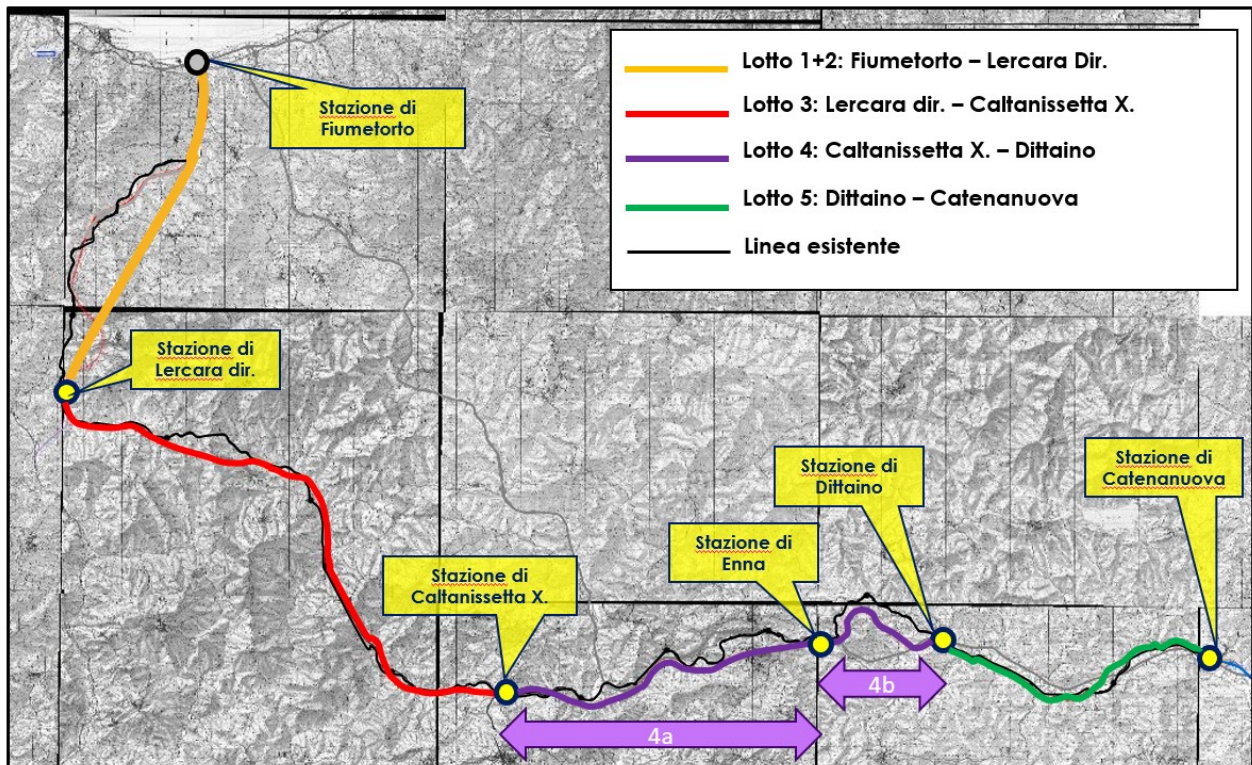 Stazione di
Fiumetorto
Lotto 1+2: Fiumetorto – Lercara Dir.
Lotto 3: Lercara dir. – Caltanissetta X.
Lotto 4: Caltanissetta X. – Dittaino
Lotto 5: Dittaino – Catenanuova
Linea esistente
Stazione di
Lercara dir.
Stazione di
Caltanissetta X.
Stazione di
Enna
Stazione di
Dittaino
Stazione di
Catenanuova
4a
4b